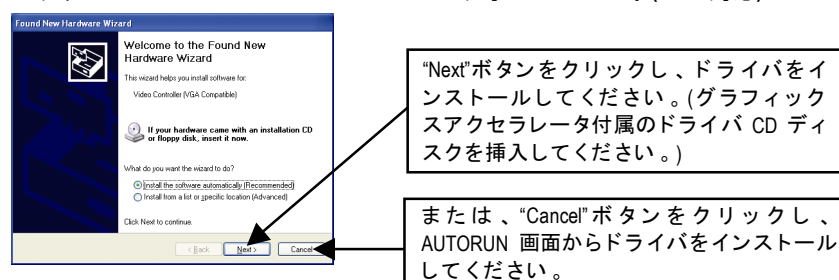 Found New Hardware Wizard
Welcome to the Found New
Hardware Wizard
This wizard helps you install software for:
Video Controller (VGA Compatible)
If your hardware came with an installation CD
or floppy disk, insert it now.
What do you want the wizard to do?
Install the software automatically (Recommended)
Install from a list or specific location (Advanced)
Click Next to continue.
< Back
Next >
Cancel
“Next”ボタンをクリックし、ドライバをイ
ンストールしてください。(グラフィック
スアクセラレータ付属のドライバ CD ディ
スクを挿入してください。)
または、“Cancel”ボタンをクリックし、
AUTORUN 画面からドライバをインストール
してください。